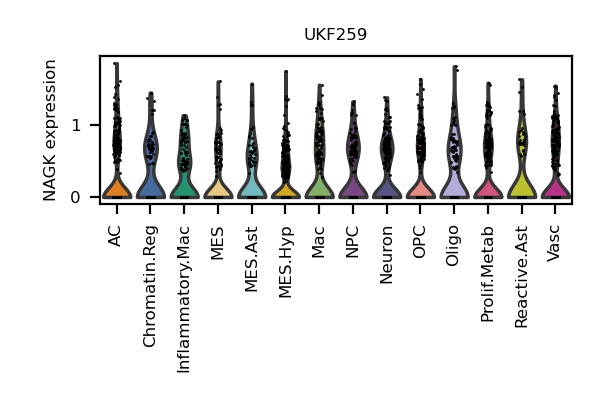 UKF259
NAGK expression
1
0
AC
Chromatin.Reg
Inflammatory.Mac
MES
MES.Ast
MES.Hyp
Mac
NPC
Neuron
OPC
Oligo
Prolif.Metab
Reactive.Ast
Vasc